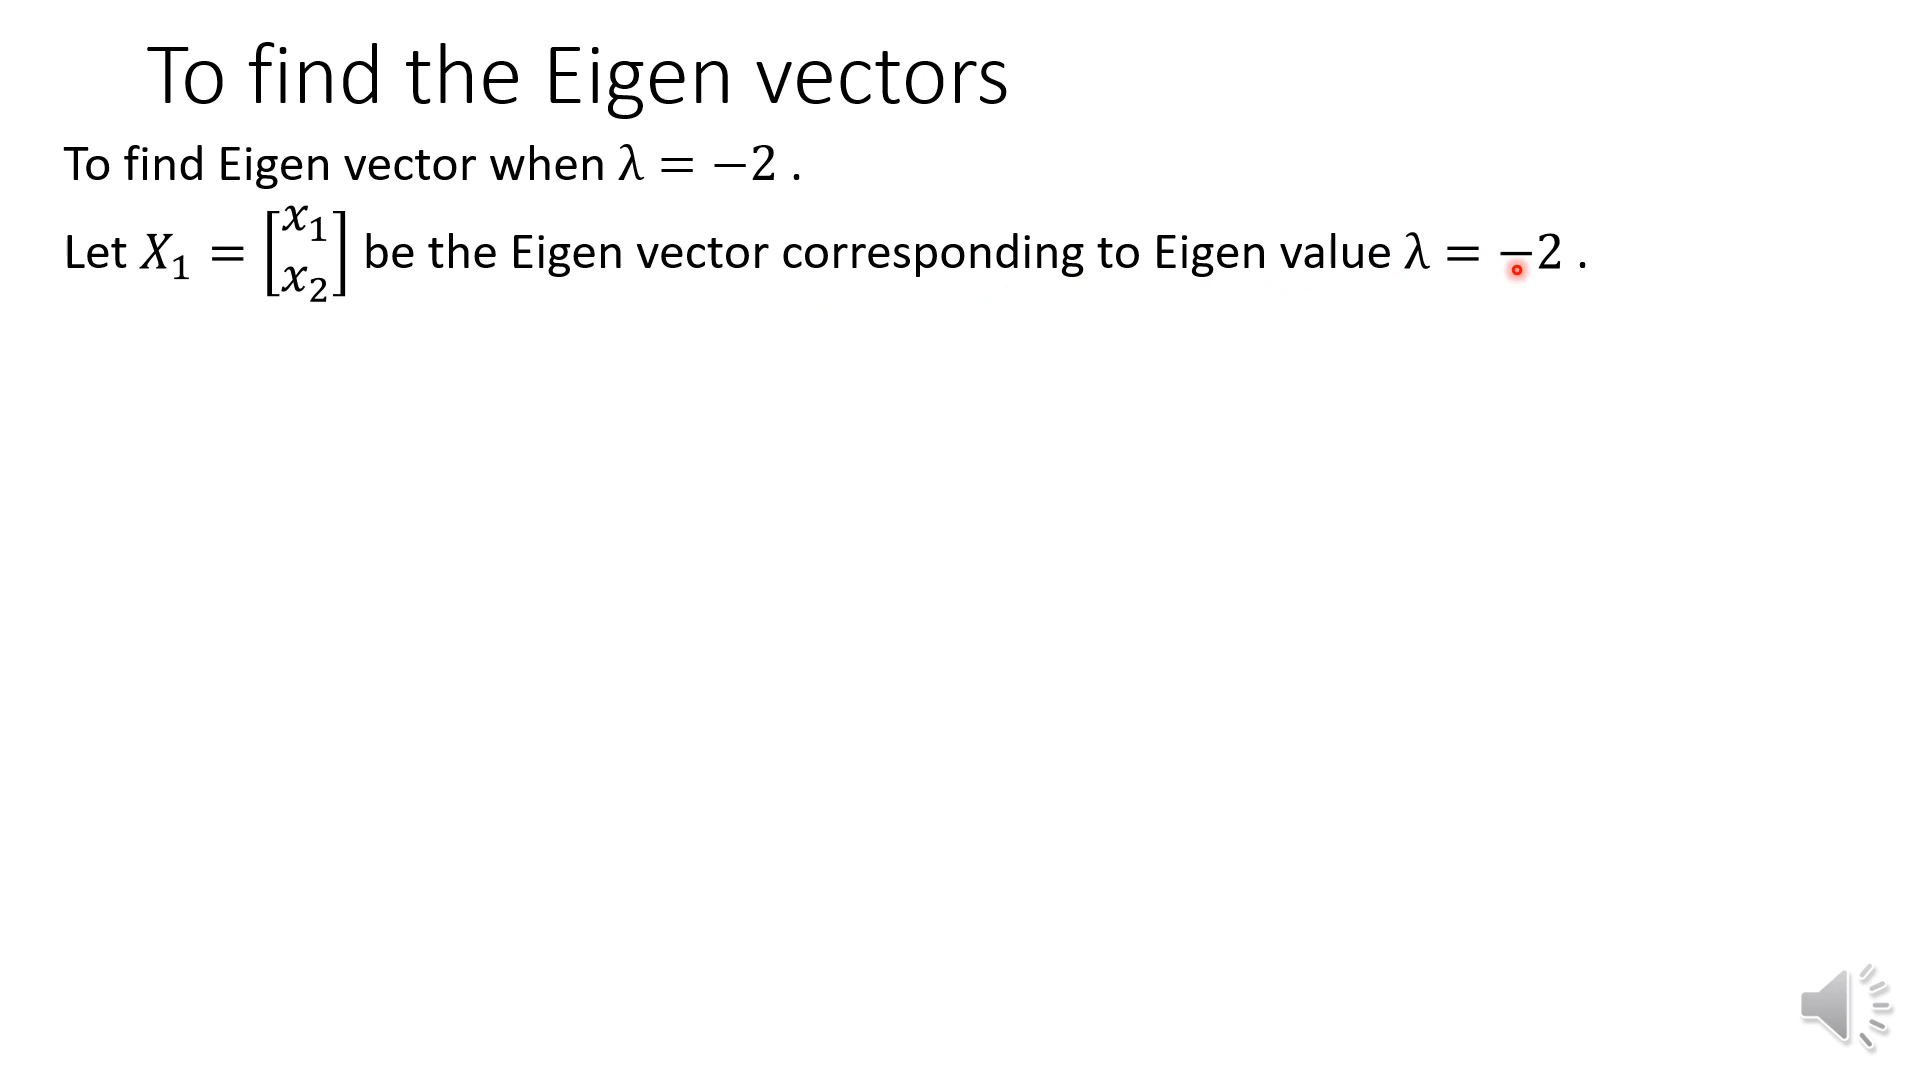 To find the Eigen vectors
To find Eigen vector when λ = −2 .
Let X₁ = [x₁ x₂] be the Eigen vector corresponding to Eigen value λ = −2 .